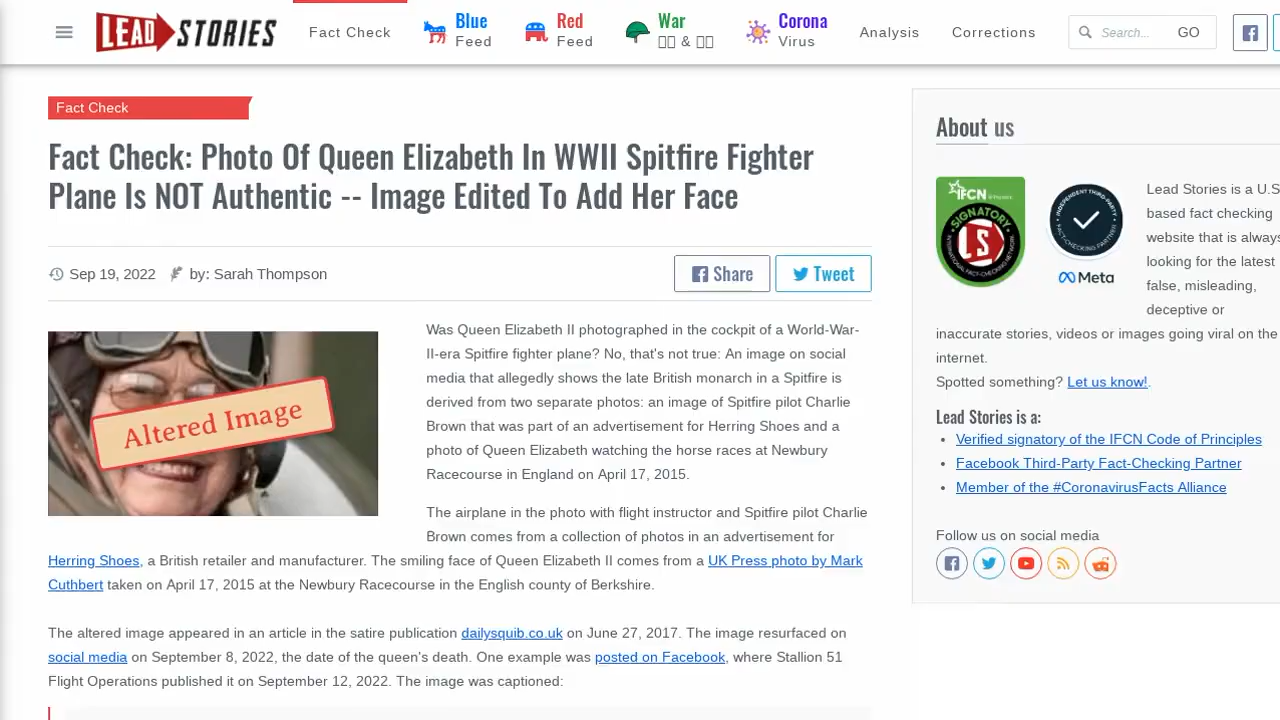 LEAD STORIES
Fact Check
Blue
Feed
Red
Feed
War
&
Corona
Virus
Analysis
Corrections
Search...
GO
Fact Check
Fact Check: Photo Of Queen Elizabeth In WWII Spitfire Fighter
Plane Is NOT Authentic -- Image Edited To Add Her Face
Sep 19, 2022
by: Sarah Thompson
Share
Tweet
Altered Image
Was Queen Elizabeth II photographed in the cockpit of a World-War-
II-era Spitfire fighter plane? No, that's not true: An image on social
media that allegedly shows the late British monarch in a Spitfire is
derived from two separate photos: an image of Spitfire pilot Charlie
Brown that was part of an advertisement for Herring Shoes and a
photo of Queen Elizabeth watching the horse races at Newbury
Racecourse in England on April 17, 2015.
The airplane in the photo with flight instructor and Spitfire pilot Charlie
Brown comes from a collection of photos in an advertisement for
Herring Shoes, a British retailer and manufacturer. The smiling face of Queen Elizabeth II comes from a UK Press photo by Mark
Cuthbert taken on April 17, 2015 at the Newbury Racecourse in the English county of Berkshire.
The altered image appeared in an article in the satire publication dailysquib.co.uk on June 27, 2017. The image resurfaced on
social media on September 8, 2022, the date of the queen's death. One example was posted on Facebook, where Stallion 51
Flight Operations published it on September 12, 2022. The image was captioned:
About us
IFCN
SIGNATORY
LS
INTERNATIONAL FACT-CHECKING NETWORK
INDEPENDENT THIRD-PARTY
FACT-CHECKING PARTNER
Meta
Lead Stories is a U.S
based fact checking
website that is always
looking for the latest
false, misleading,
deceptive or
inaccurate stories, videos or images going viral on the
internet.
Spotted something? Let us know!.
Lead Stories is a:
Verified signatory of the IFCN Code of Principles
Facebook Third-Party Fact-Checking Partner
Member of the #CoronavirusFacts Alliance
Follow us on social media